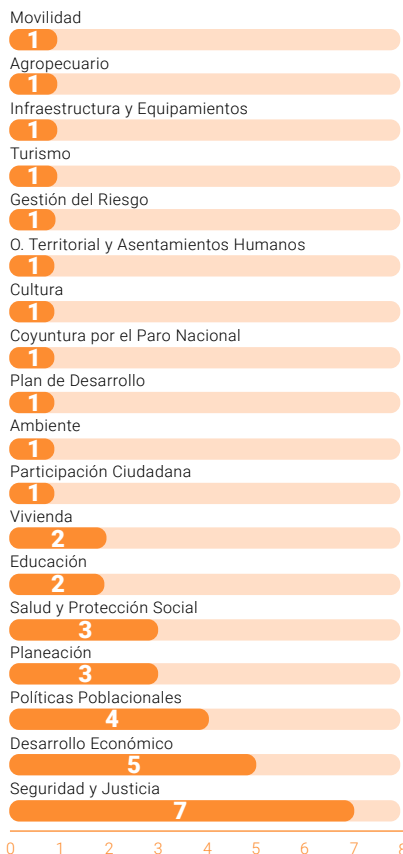 Movilidad
1
Agropecuario
1
Infraestructura y Equipamientos
1
Turismo
1
Gestión del Riesgo
1
O. Territorial y Asentamientos Humanos
1
Cultura
1
Coyuntura por el Paro Nacional
1
Plan de Desarrollo
1
Ambiente
1
Participación Ciudadana
1
Vivienda
2
Educación
2
Salud y Protección Social
3
Planeación
3
Políticas Poblacionales
4
Desarrollo Económico
5
Seguridad y Justicia
7
0 1 2 3 4 5 6 7 8